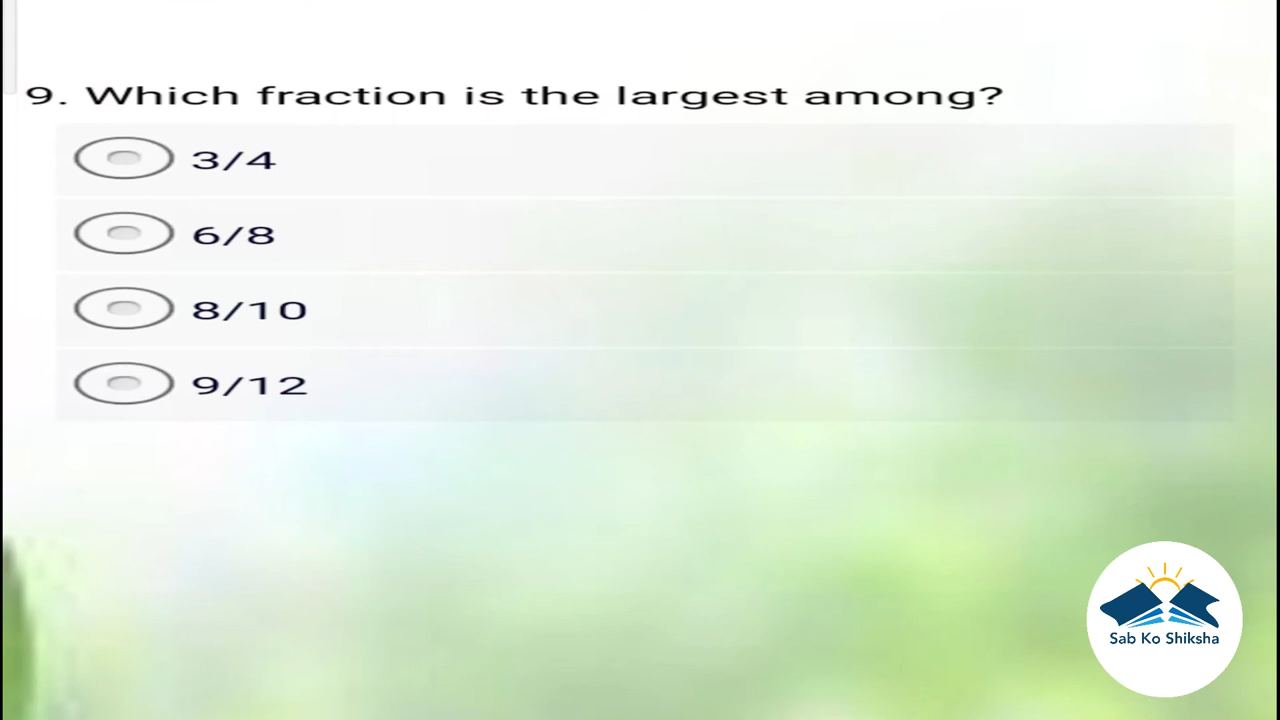 9. Which fraction is the largest among?
3/4
6/8
8/10
9/12
Sab Ko Shiksha